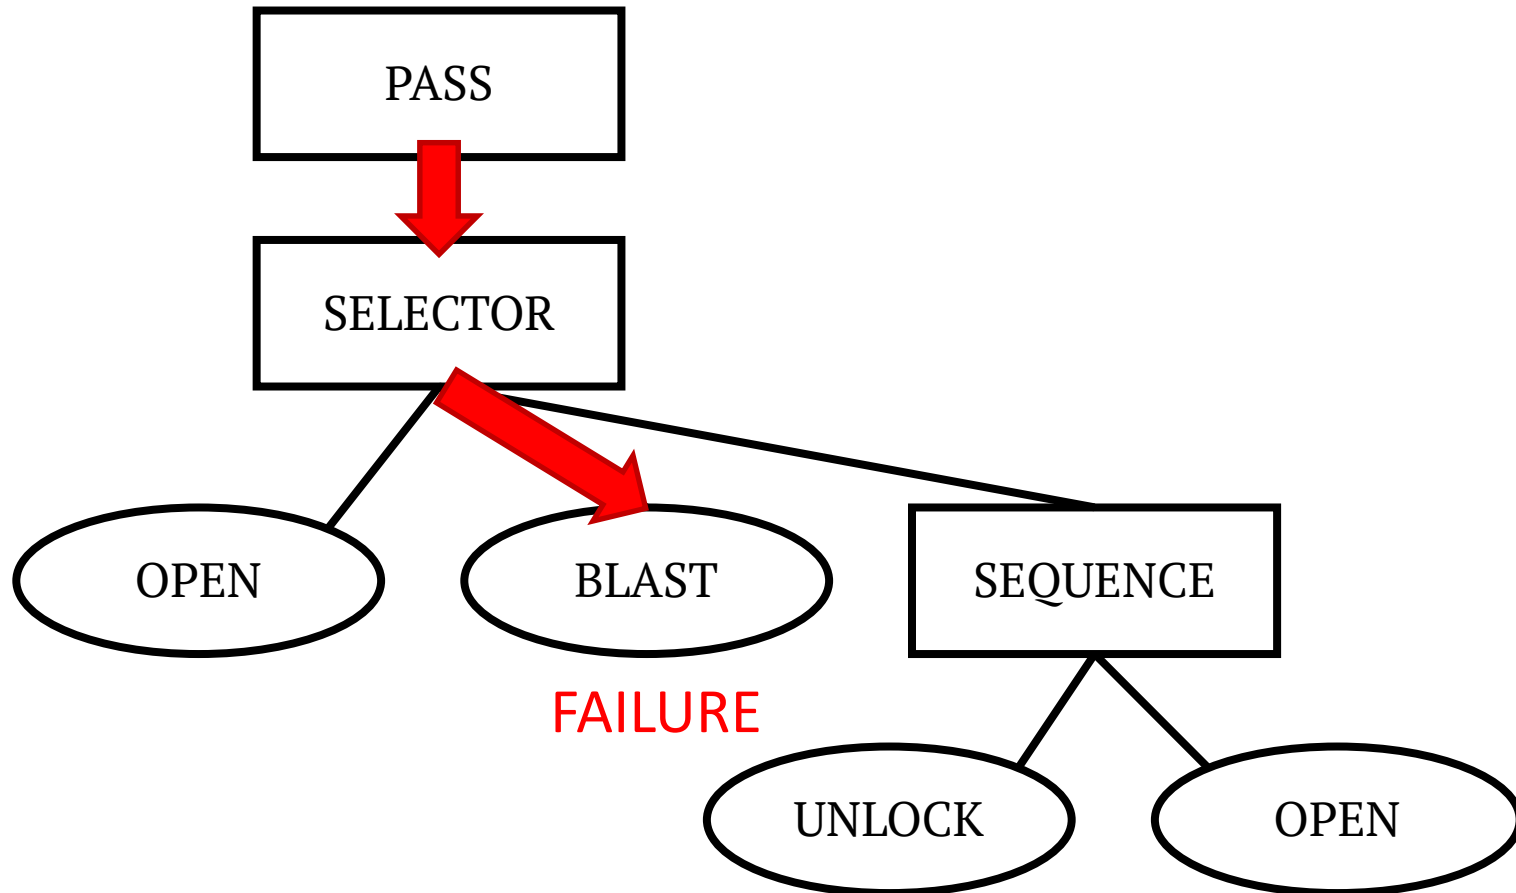 PASS
SELECTOR
OPEN
BLAST
SEQUENCE
FAILURE
UNLOCK
OPEN